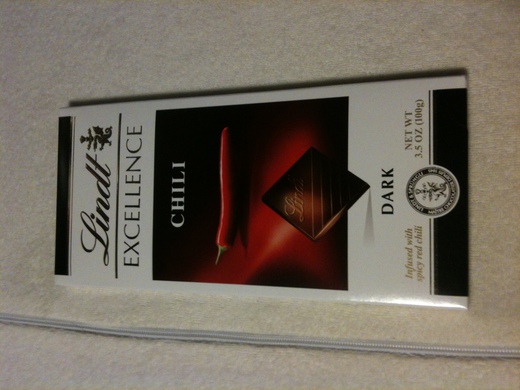 Lindt
EXCELLENCE
CHILI
Lindt
DARK
Infused with
spicy red chili
NET WT
3.5 OZ (100g)